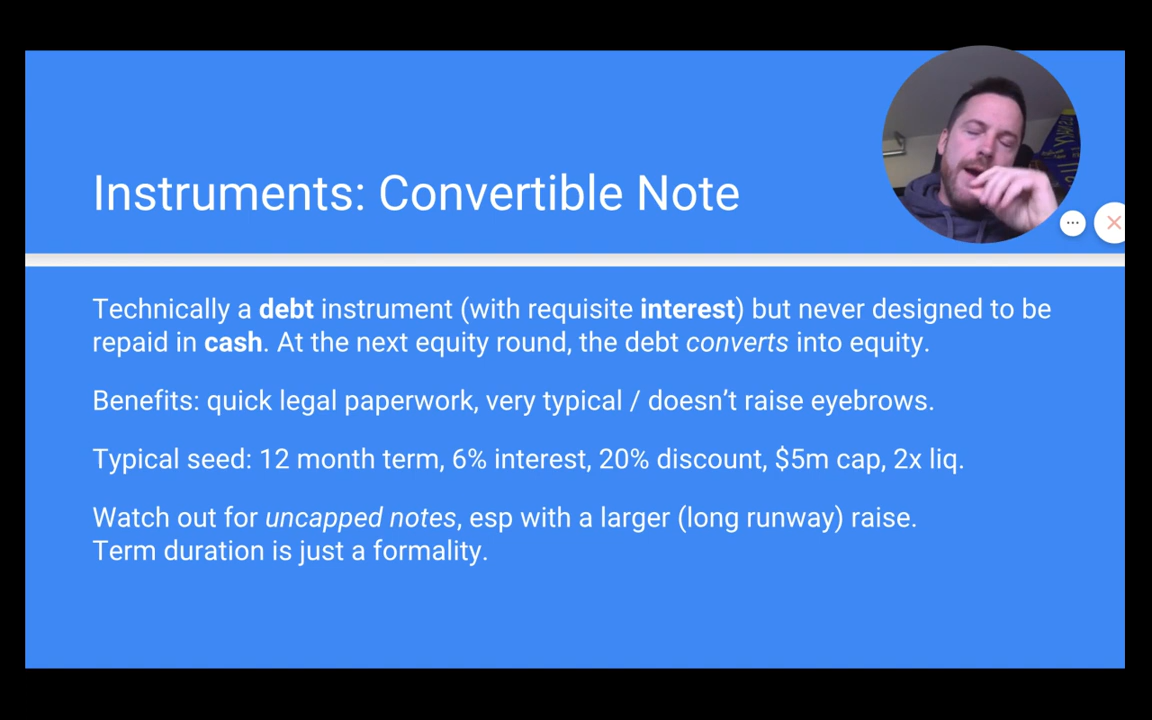 Instruments: Convertible Note
Technically a debt instrument (with requisite interest) but never designed to be
repaid in cash. At the next equity round, the debt converts into equity.
Benefits: quick legal paperwork, very typical / doesn’t raise eyebrows.
Typical seed: 12 month term, 6% interest, 20% discount, $5m cap, 2x liq.
Watch out for uncapped notes, esp with a larger (long runway) raise.
Term duration is just a formality.